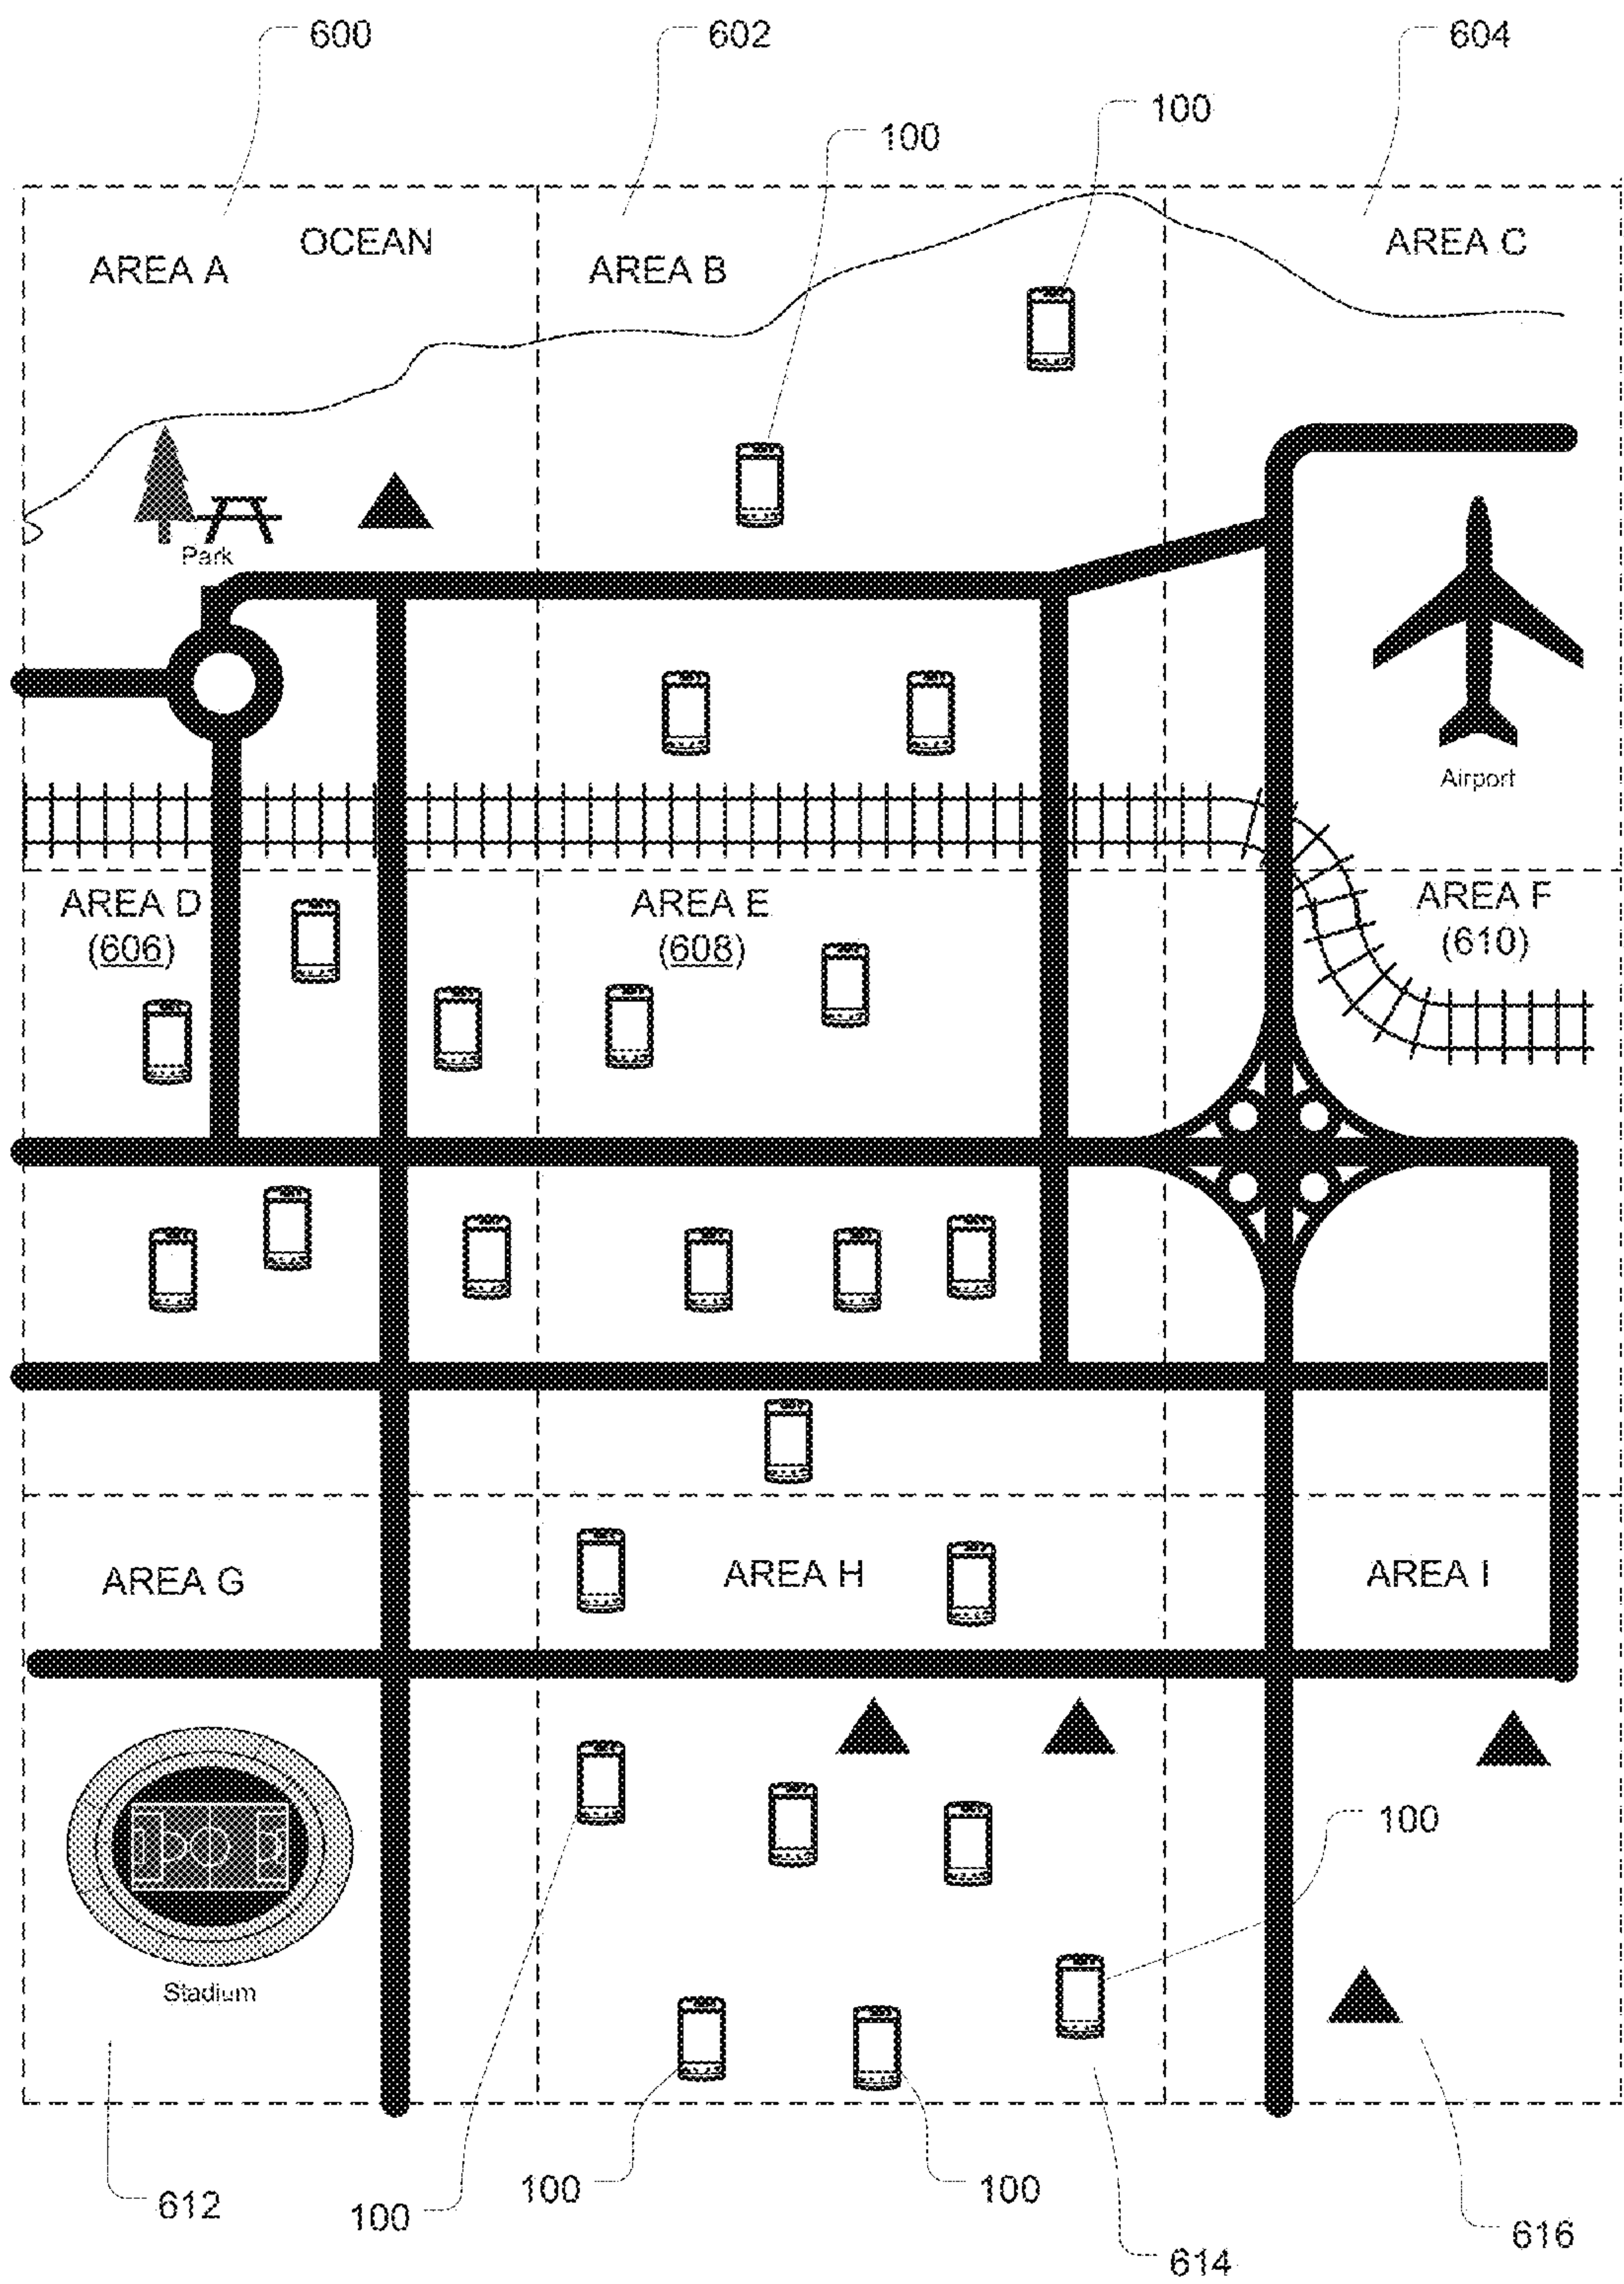 600
602
604
100
100
OCEAN
AREA A
AREA B
AREA C
Park
Airport
AREA D
(606)
AREA E
(608)
AREA F
(610)
AREA G
AREA H
AREA I
100
Stadium
612
100
100
100
614
616